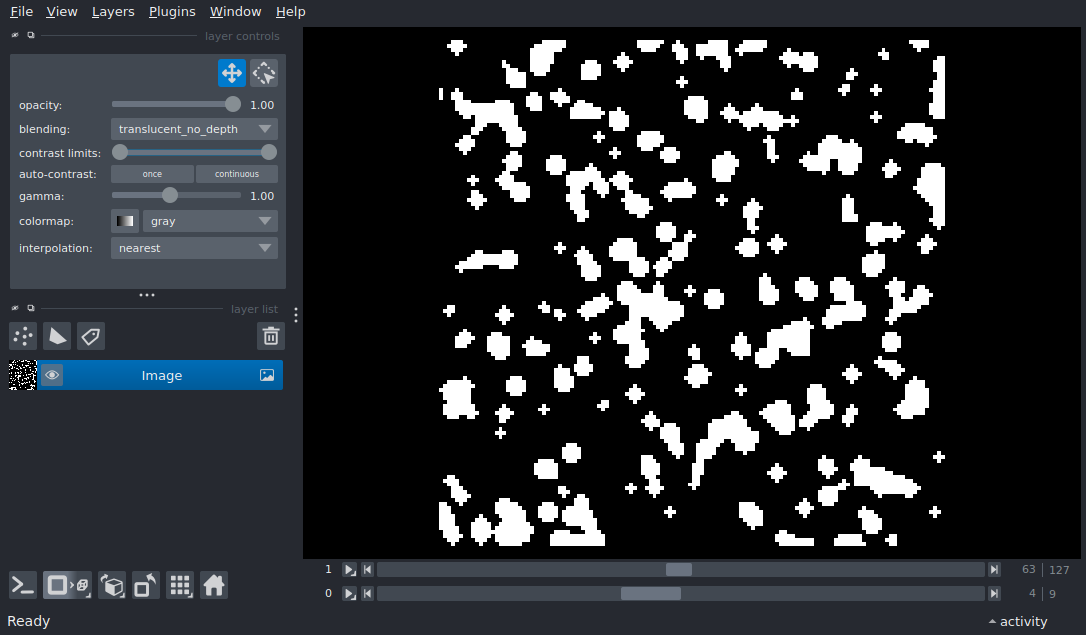 File View Layers Plugins Window Help
layer controls
opacity: 1.00
blending: translucent_no_depth
contrast limits:
auto-contrast: once continuous
gamma: 1.00
colormap: gray
interpolation: nearest
layer list
Image
1 63 127
0 4 9
Ready activity